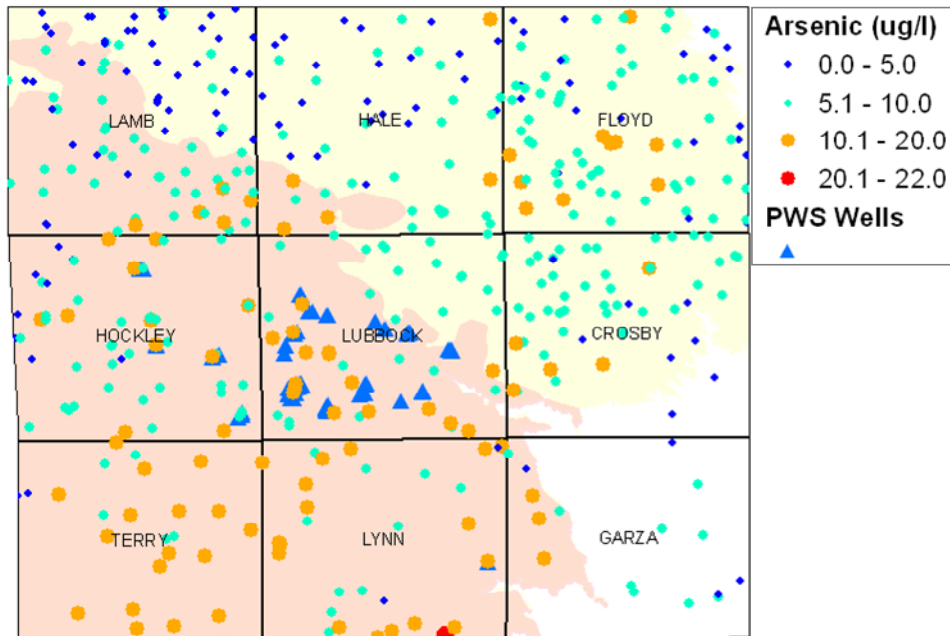 Arsenic (ug/l)
0.0 - 5.0
5.1 - 10.0
10.1 - 20.0
20.1 - 22.0
PWS Wells
LAMB
HALE
FLOYD
HOCKLEY
LUBBOCK
CROSBY
TERRY
LYNN
GARZA